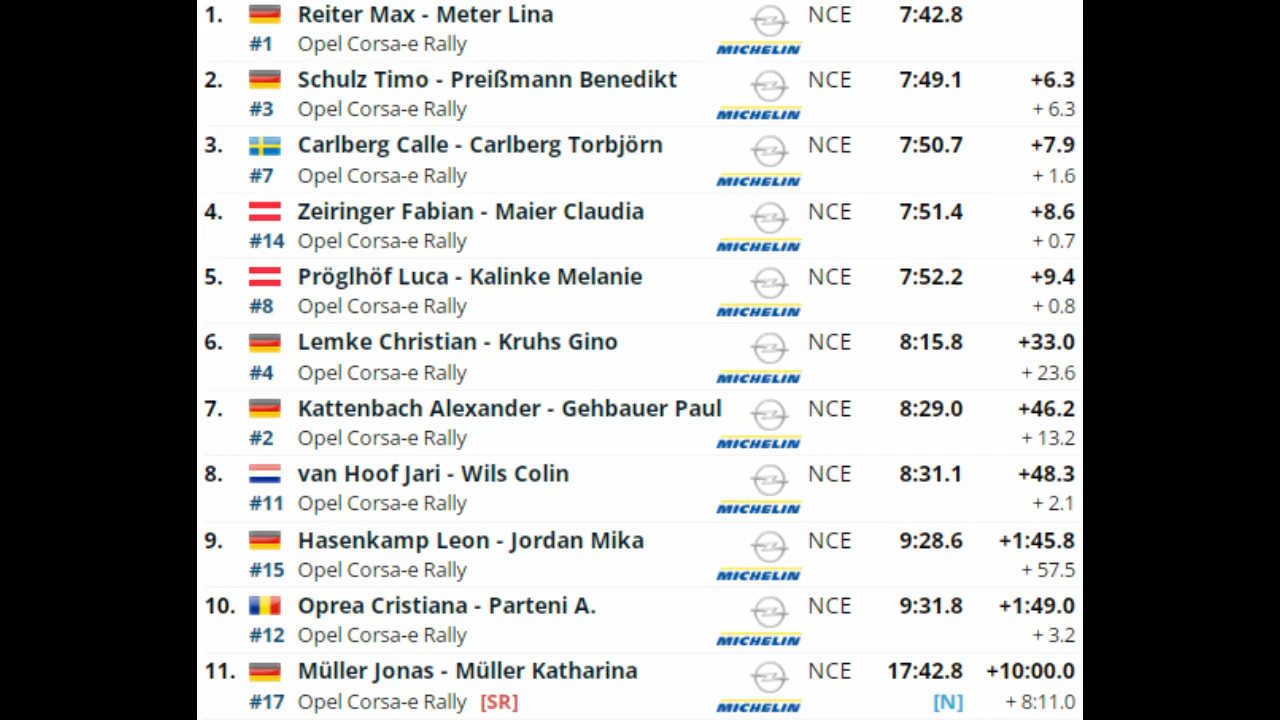 1. Reiter Max - Meter Lina NCE 7:42.8
#1 Opel Corsa-e Rally MICHELIN
2. Schulz Timo - Preißmann Benedikt NCE 7:49.1 +6.3
#3 Opel Corsa-e Rally MICHELIN + 6.3
3. Carlberg Calle - Carlberg Torbjörn NCE 7:50.7 +7.9
#7 Opel Corsa-e Rally MICHELIN + 1.6
4. Zeiringer Fabian - Maier Claudia NCE 7:51.4 +8.6
#14 Opel Corsa-e Rally MICHELIN + 0.7
5. Pröglhöf Luca - Kalinke Melanie NCE 7:52.2 +9.4
#8 Opel Corsa-e Rally MICHELIN + 0.8
6. Lemke Christian - Kruhs Gino NCE 8:15.8 +33.0
#4 Opel Corsa-e Rally MICHELIN + 23.6
7. Kattenbach Alexander - Gehbauer Paul NCE 8:29.0 +46.2
#2 Opel Corsa-e Rally MICHELIN + 13.2
8. van Hoof Jari - Wils Colin NCE 8:31.1 +48.3
#11 Opel Corsa-e Rally MICHELIN + 2.1
9. Hasenkamp Leon - Jordan Mika NCE 9:28.6 +1:45.8
#15 Opel Corsa-e Rally MICHELIN + 57.5
10. Oprea Cristiana - Parteni A. NCE 9:31.8 +1:49.0
#12 Opel Corsa-e Rally MICHELIN + 3.2
11. Müller Jonas - Müller Katharina NCE 17:42.8 +10:00.0
#17 Opel Corsa-e Rally [SR] MICHELIN [N] + 8:11.0